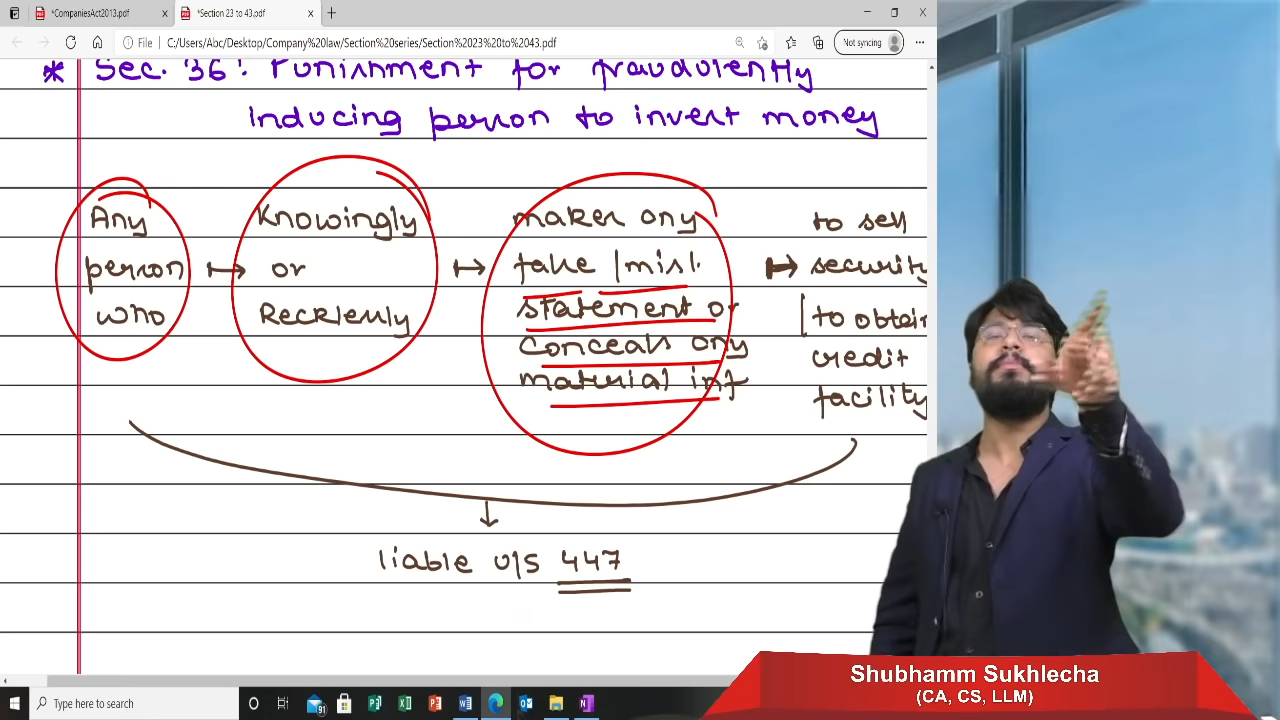 *CompaniesAct2013.pdf
*Section 23 to 43.pdf
File
C:/Users/Abc/Desktop/Company%20law/Section%20series/Section%2023%20to%2043.pdf
Not syncing
* Sec. 36: Punishment for fraudulently
inducing person to invest money
Any
person
who
Knowingly
or
Recklessly
makes any
fake /misl.
statement or
conceals any
material inf
to sell
security
to obtain
credit
facility
liable u/s 447
Shubhamm Sukhlecha
(CA, CS, LLM)
Type here to search
91